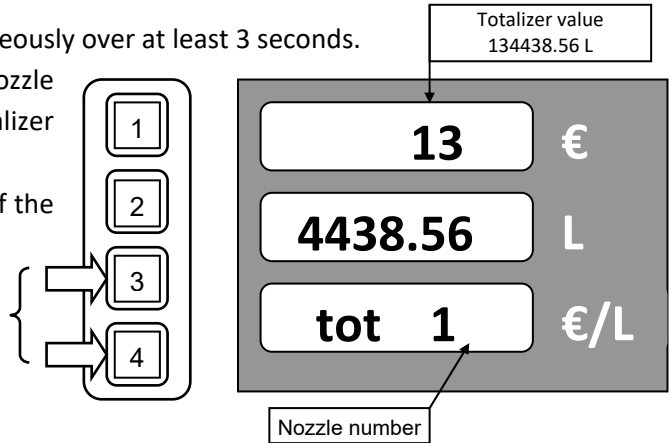 Totalizer value
134438.56 L
eously over at least 3 seconds.
ozzle
alizer
f the
1
2
3
4
13 €
4438.56 L
tot 1 €/L
Nozzle number